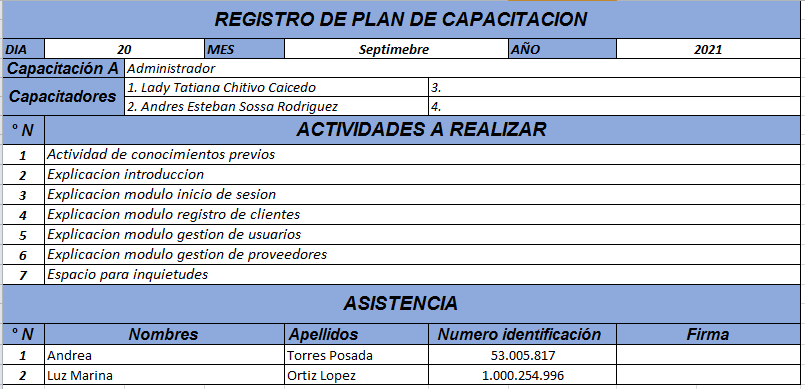 REGISTRO DE PLAN DE CAPACITACION
DIA 20 MES Septimebre AÑO 2021
Capacitación A Administrador
Capacitadores 1. Lady Tatiana Chitivo Caicedo 3.
2. Andres Esteban Sossa Rodriguez 4.
° N ACTIVIDADES A REALIZAR
1 Actividad de conocimientos previos
2 Explicacion introduccion
3 Explicacion modulo inicio de sesion
4 Explicacion modulo registro de clientes
5 Explicacion modulo gestion de usuarios
6 Explicacion modulo gestion de proveedores
7 Espacio para inquietudes
ASISTENCIA
° N Nombres Apellidos Numero identificación Firma
1 Andrea Torres Posada 53.005.817
2 Luz Marina Ortiz Lopez 1.000.254.996